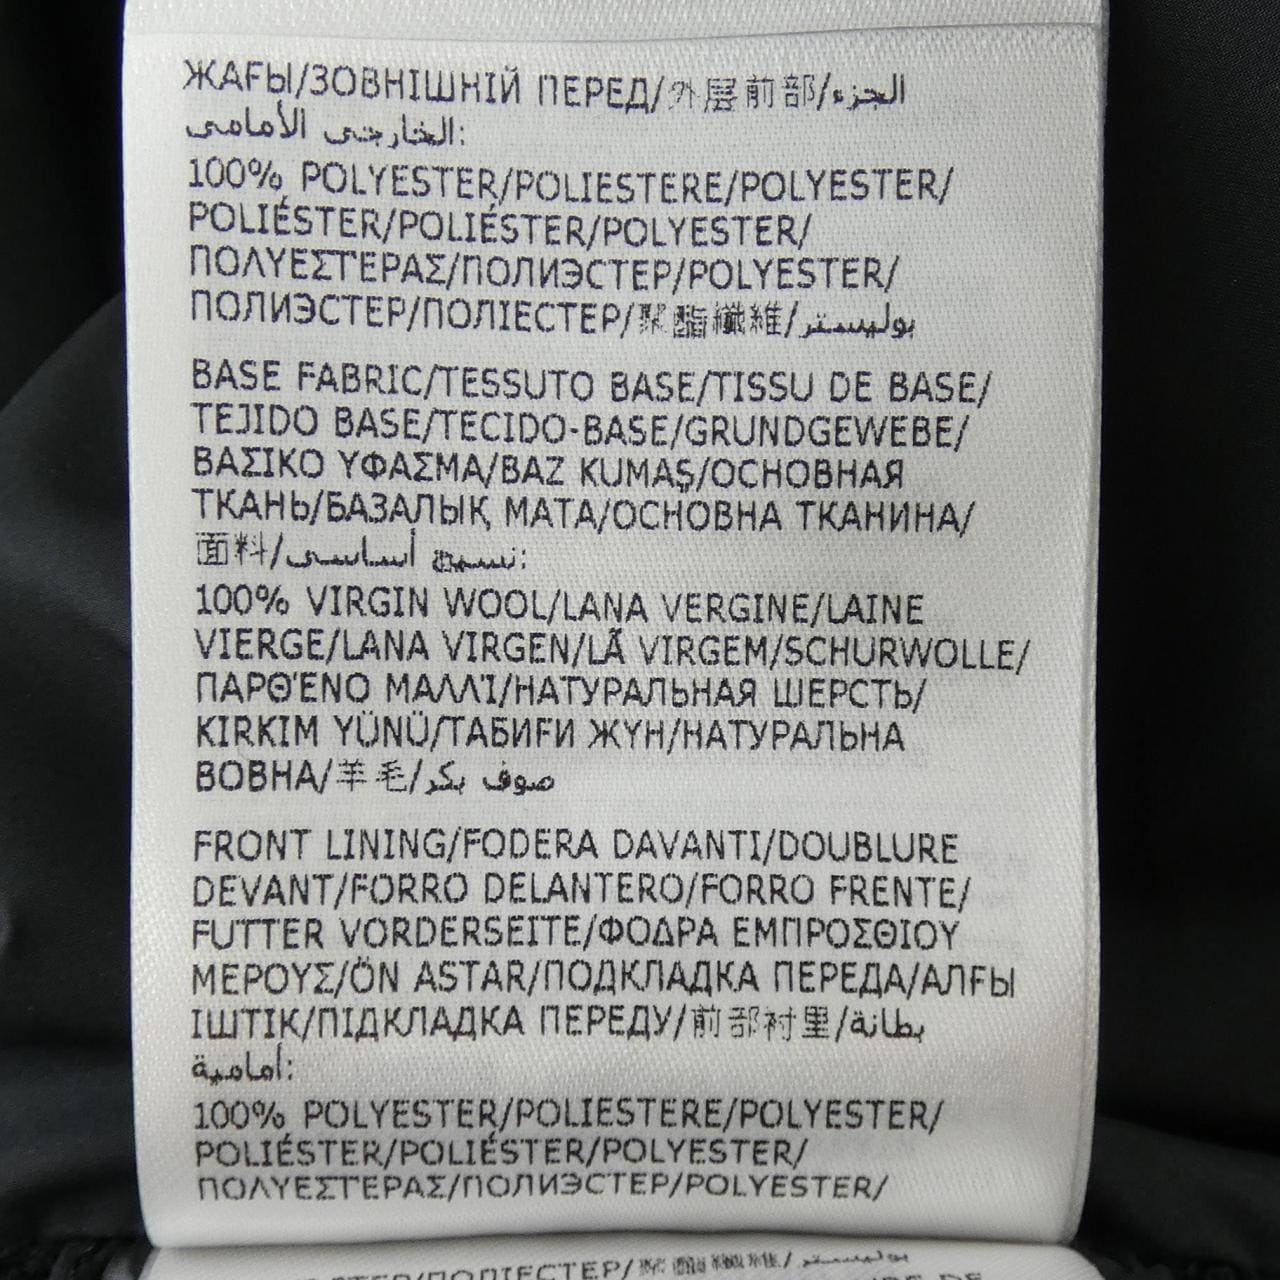 ЖАҒЫ/ЗОВНІШНІЙ ПЕРЕД/外层前部/الجزء
الخارجي الأمامي:
100% POLYESTER/POLIESTERE/POLYESTER/
POLIÉSTER/POLIÉSTER/POLYESTER/
ΠΟΛΥΕΣΤΕΡΑΣ/ПОЛИЭСТЕР/POLYESTER/
ПОЛИЭСТЕР/ПОЛІЕСТЕР/聚酯纖維/بوليستر
BASE FABRIC/TESSUTO BASE/TISSU DE BASE/
TEJIDO BASE/TECIDO-BASE/GRUNDGEWEBE/
ΒΑΣΙΚΟ ΥΦΑΣΜΑ/BAZ KUMAŞ/ОСНОВНАЯ
ТКАНЬ/БАЗАЛЫҚ МАТА/ОСНОВНА ТКАНИНА/
面料/نسيج أساسي:
100% VIRGIN WOOL/LANA VERGINE/LAINE
VIERGE/LANA VIRGEN/LÃ VIRGEM/SCHURWOLLE/
ΠΑΡΘΈΝΟ ΜΑΛΛΊ/НАТУРАЛЬНАЯ ШЕРСТЬ/
KIRKIM YÜNÜ/ТАБИҒИ ЖҮН/НАТУРАЛЬНА
ВОВНА/羊毛/صوف بكر
FRONT LINING/FODERA DAVANTI/DOUBLURE
DEVANT/FORRO DELANTERO/FORRO FRENTE/
FUTTER VORDERSEITE/ΦΟΔΡΑ ΕΜΠΡΟΣΘΙΟΥ
ΜΕΡΟΥΣ/ÖN ASTAR/ПОДКЛАДКА ПЕРЕДА/АЛҒЫ
ІШТІК/ПІДКЛАДКА ПЕРЕДУ/前部衬里/بطانة
أمامية:
100% POLYESTER/POLIESTERE/POLYESTER/
POLIÉSTER/POLIÉSTER/POLYESTER/
ΠΟΛΥΕΣΤΕΡΑΣ/ПОЛИЭСТЕР/POLYESTER/
/ПОЛІЕСТЕР/聚酯纖維/بوليستر